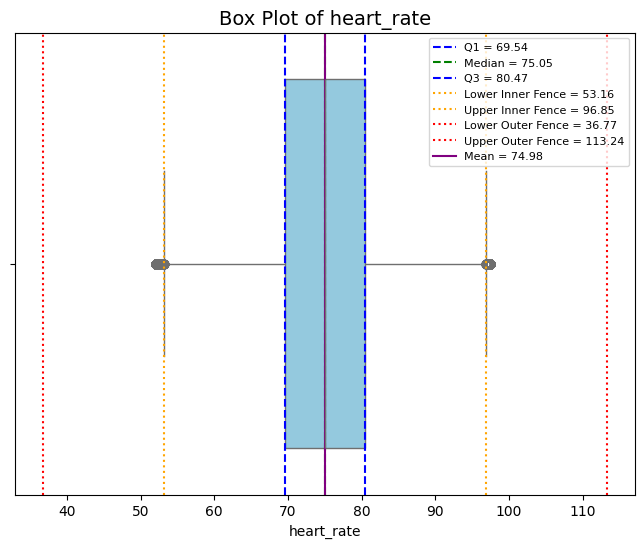 Box Plot of heart_rate
Q1 = 69.54
Median = 75.05
Q3 = 80.47
Lower Inner Fence = 53.16
Upper Inner Fence = 96.85
Lower Outer Fence = 36.77
Upper Outer Fence = 113.24
Mean = 74.98
40 50 60 70 80 90 100 110
heart_rate